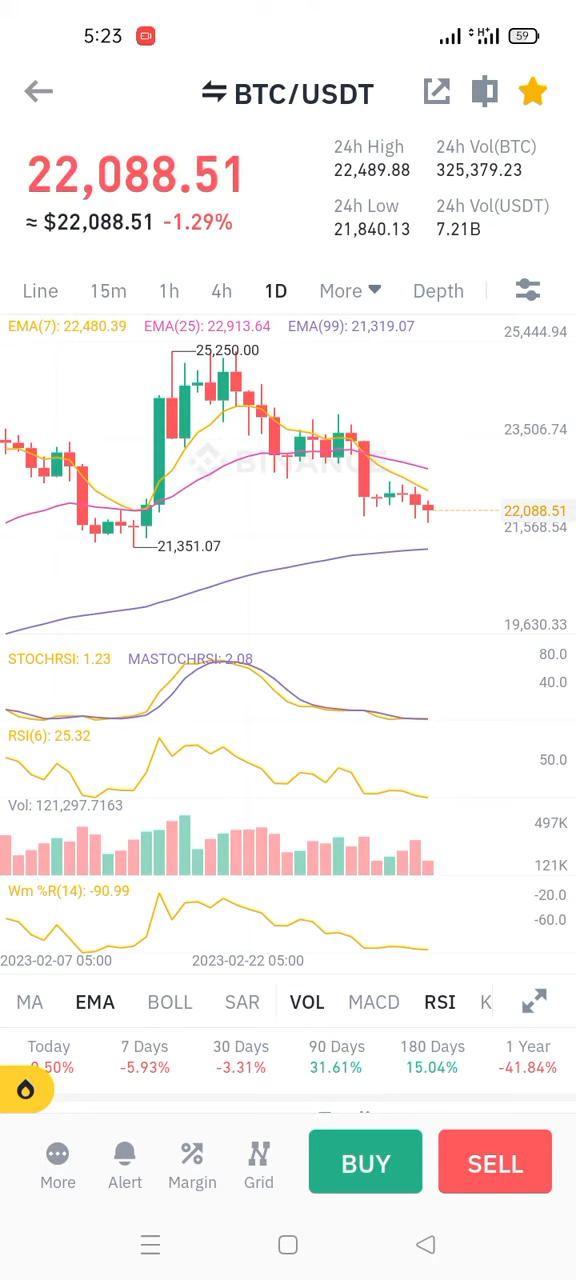 5:23 H+ 59
BTC/USDT
22,088.51
≈ $22,088.51 -1.29%
24h High 24h Vol(BTC)
22,489.88 325,379.23
24h Low 24h Vol(USDT)
21,840.13 7.21B
Line 15m 1h 4h 1D More Depth
EMA(7): 22,480.39 EMA(25): 22,913.64 EMA(99): 21,319.07
25,444.94
25,250.00
23,506.74
BINANCE
22,088.51
21,568.54
21,351.07
19,630.33
STOCHRSI: 1.23 MASTOCHRSI: 2.08 80.0
40.0
RSI(6): 25.32
50.0
Vol: 121,297.7163
497K
121K
Wm %R(14): -90.99 -20.0
-60.0
2023-02-07 05:00 2023-02-22 05:00
MA EMA BOLL SAR VOL MACD RSI K
Today 7 Days 30 Days 90 Days 180 Days 1 Year
.50% -5.93% -3.31% 31.61% 15.04% -41.84%
More Alert Margin Grid BUY SELL